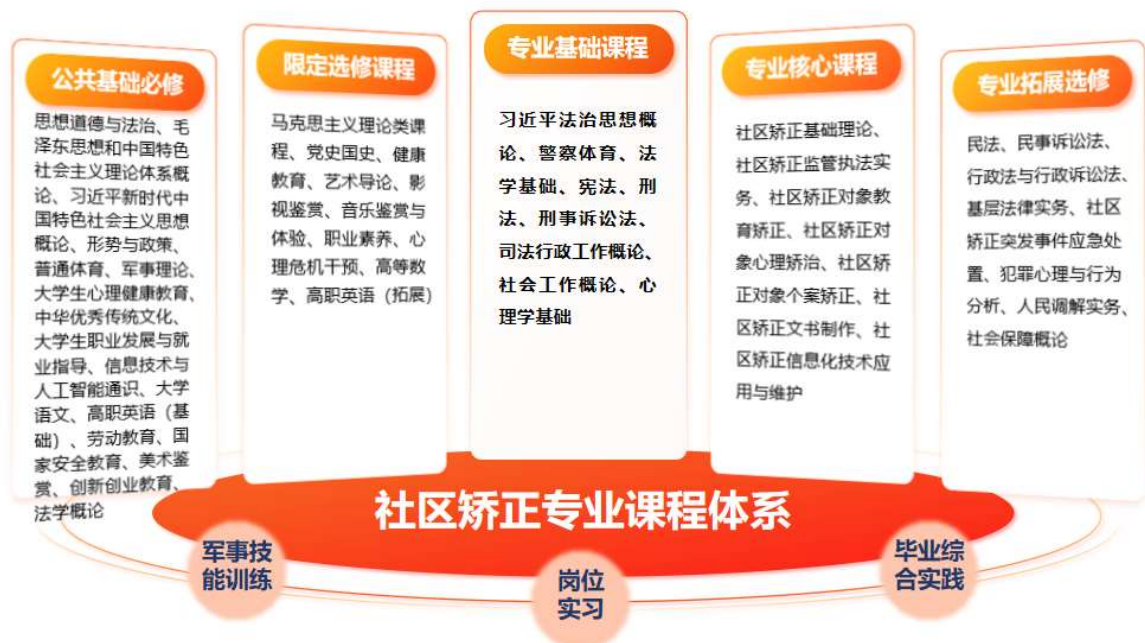 公共基础必修
思想道德与法治、毛
泽东思想和中国特色
社会主义理论体系概
论、习近平新时代中
国特色社会主义思想
概论、形势与政策、
普通体育、军事理论、
大学生心理健康教育、
中华优秀传统文化、
大学生职业发展与就
业指导、信息技术与
人工智能通识、大学
语文、高职英语（基
础）、劳动教育、国
家安全教育、美术鉴
赏、创新创业教育、
法学概论
限定选修课程
马克思主义理论类课
程、党史国史、健康
教育、艺术导论、影
视鉴赏、音乐鉴赏与
体验、职业素养、心
理危机干预、高等数
学、高职英语（拓展）
专业基础课程
习近平法治思想概
论、警察体育、法
学基础、宪法、刑
法、刑事诉讼法、
司法行政工作概论、
社会工作概论、心
理学基础
专业核心课程
社区矫正基础理论、
社区矫正监管执法实
务、社区矫正对象教
育矫正、社区矫正对
象心理矫治、社区矫
正对象个案矫正、社
区矫正文书制作、社
区矫正信息化技术应
用与维护
专业拓展选修
民法、民事诉讼法、
行政法与行政诉讼法、
基层法律实务、社区
矫正突发事件应急处
置、犯罪心理与行为
分析、人民调解实务、
社会保障概论
社区矫正专业课程体系
军事技
能训练
岗位
实习
毕业综
合实践